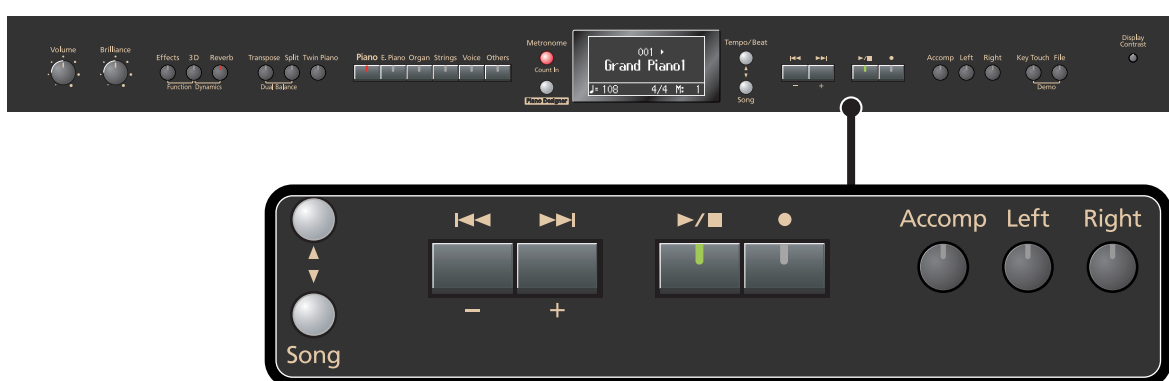 Volume
Brilliance
Effects 3D Reverb
Function Dynamics
Transpose Split Twin Piano
Dual Balance
Piano E. Piano Organ Strings Voice Others
Metronome
Count In
Piano Designer
001
Grand Piano1
♩= 108 4/4 M: 1
Tempo/Beat
Song
− +
Accomp Left Right
Key Touch File
Demo
Display
Contrast
Accomp Left Right
− +
Song